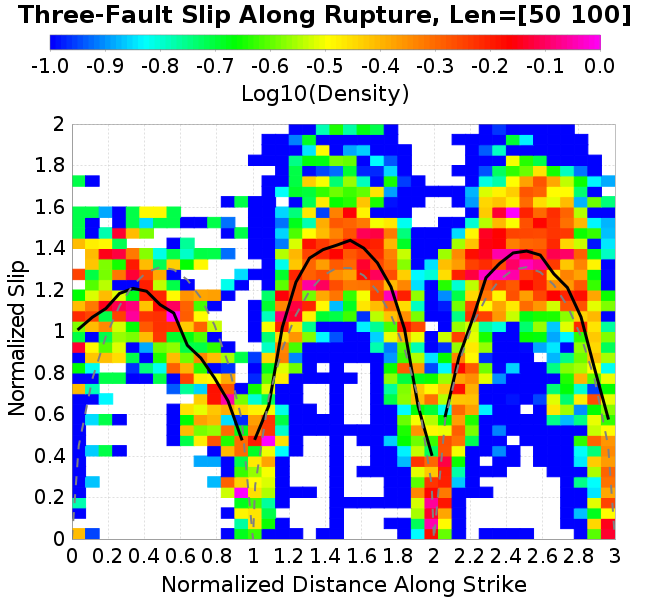 Three-Fault Slip Along Rupture, Len=[50 100]
-1.0 -0.9 -0.8 -0.7 -0.6 -0.5 -0.4 -0.3 -0.2 -0.1 0.0
Log10(Density)
2
1.8
1.6
1.4
1.2
1
0.8
0.6
0.4
0.2
0
Normalized Slip
0 0.2 0.4 0.6 0.8 1 1.2 1.4 1.6 1.8 2 2.2 2.4 2.6 2.8 3
Normalized Distance Along Strike